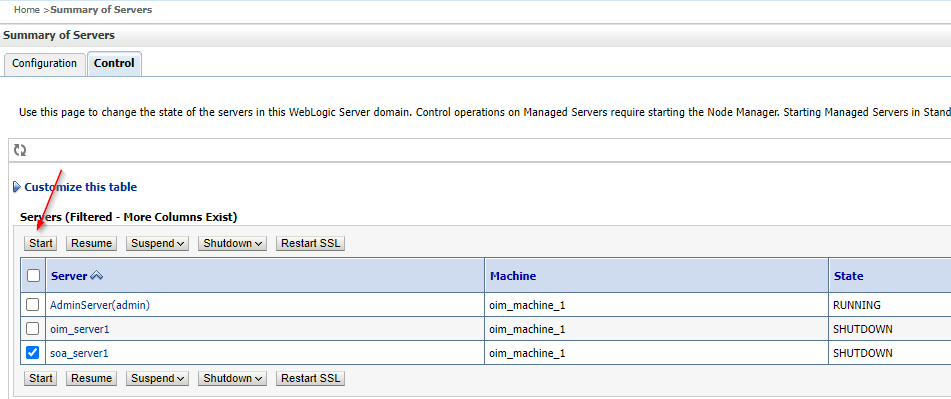 Home >Summary of Servers
Summary of Servers
Configuration Control
Use this page to change the state of the servers in this WebLogic Server domain. Control operations on Managed Servers require starting the Node Manager. Starting Managed Servers in Stand
Customize this table
Servers (Filtered - More Columns Exist)
Start Resume Suspend Shutdown Restart SSL
Server Machine State
AdminServer(admin) oim_machine_1 RUNNING
oim_server1 oim_machine_1 SHUTDOWN
soa_server1 oim_machine_1 SHUTDOWN
Start Resume Suspend Shutdown Restart SSL